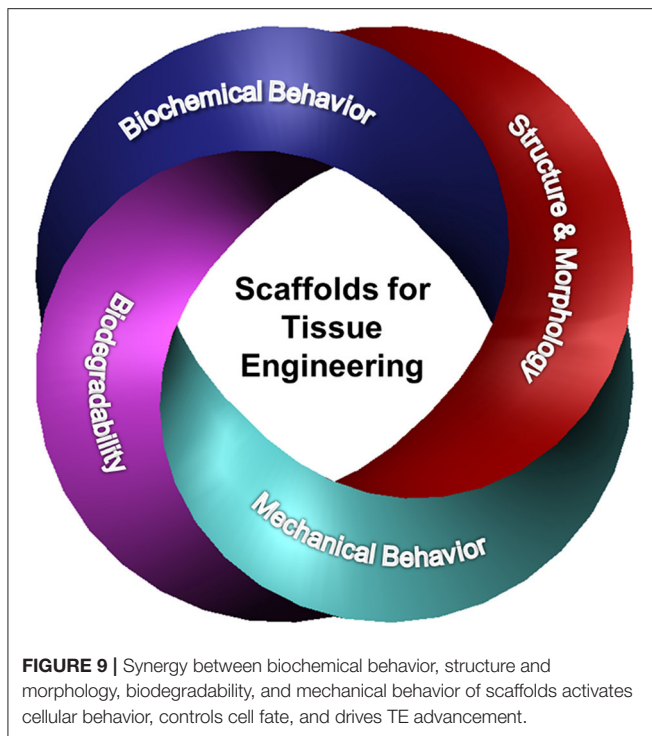 Biochemical Behavior
Structure & Morphology
Scaffolds for
Tissue
Engineering
Biodegradability
Mechanical Behavior
FIGURE 9 | Synergy between biochemical behavior, structure and
morphology, biodegradability, and mechanical behavior of scaffolds activates
cellular behavior, controls cell fate, and drives TE advancement.